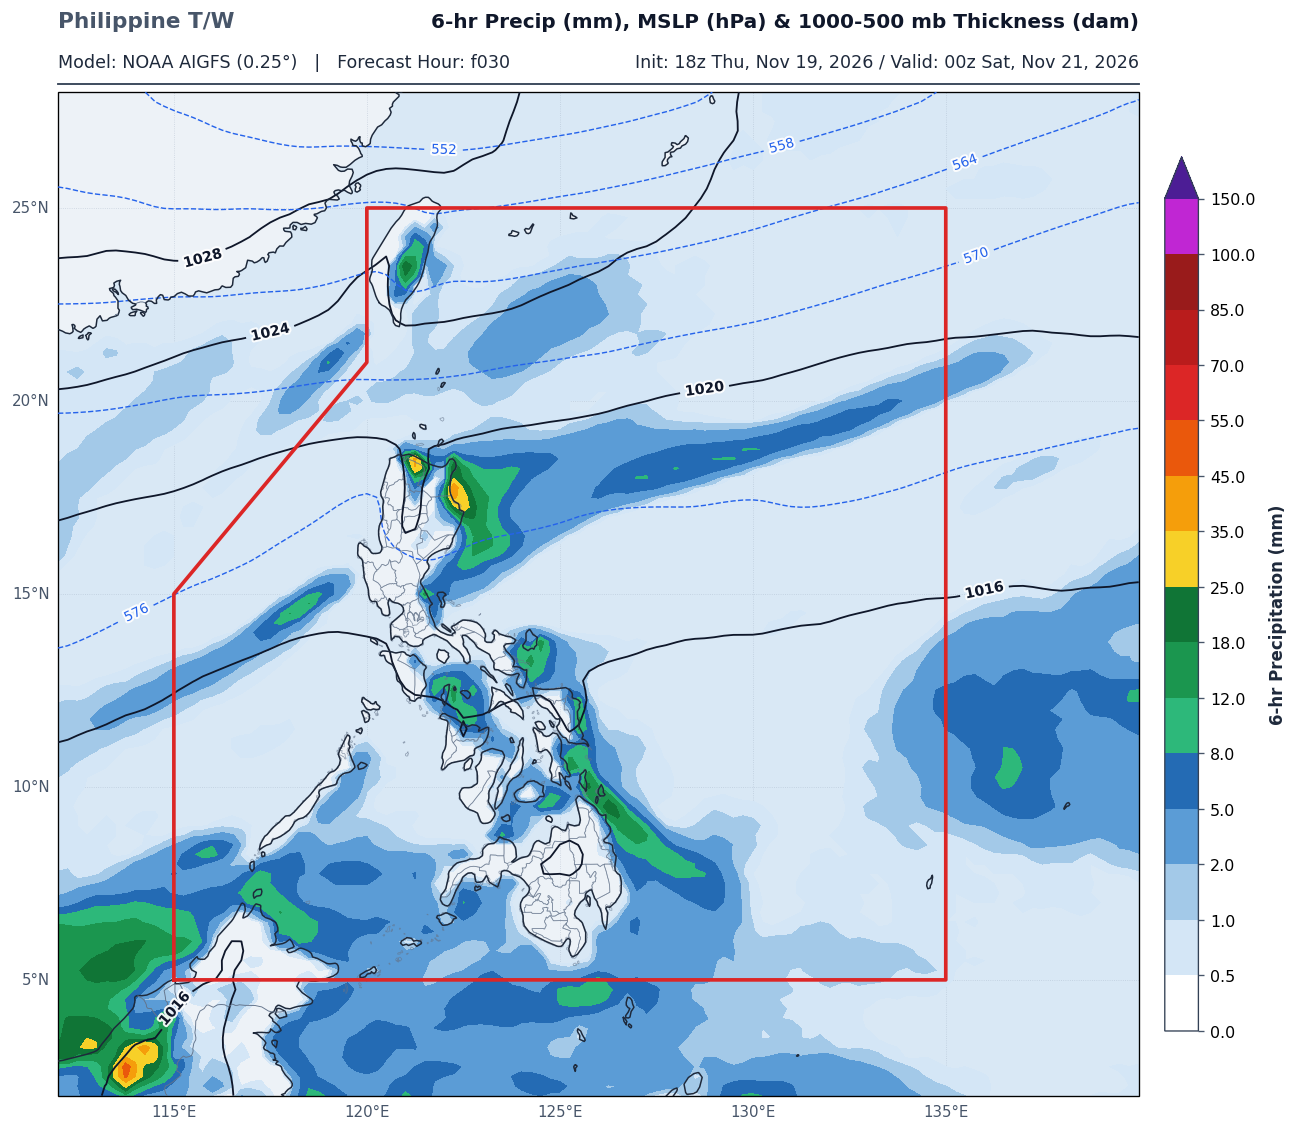 Philippine T/W
6-hr Precip (mm), MSLP (hPa) & 1000-500 mb Thickness (dam)
Model: NOAA AIGFS (0.25°) | Forecast Hour: f030
Init: 18z Thu, Nov 19, 2026 / Valid: 00z Sat, Nov 21, 2026
552
558
564
570
576
1028
1024
1020
1016
1016
25°N
20°N
15°N
10°N
5°N
115°E
120°E
125°E
130°E
135°E
150.0
100.0
85.0
70.0
55.0
45.0
35.0
25.0
18.0
12.0
8.0
5.0
2.0
1.0
0.5
0.0
6-hr Precipitation (mm)